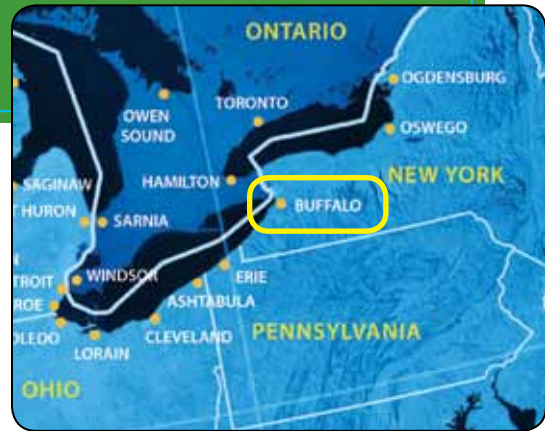 ONTARIO
OGDENSBURG
OWEN
SOUND
TORONTO
OSWEGO
SAGINAW
HAMILTON
NEW YORK
HURON
SARNIA
BUFFALO
WINDSOR
ERIE
ASHTABULA
LORAIN
CLEVELAND
PENNSYLVANIA
OHIO